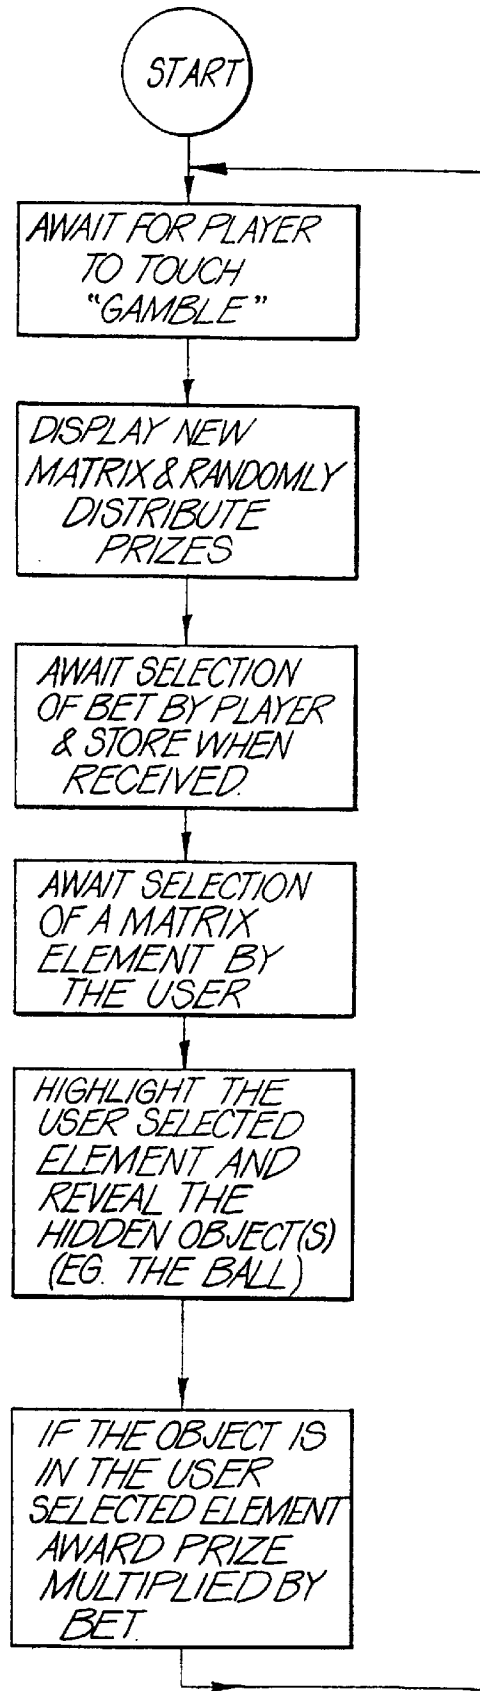 START
AWAIT FOR PLAYER
TO TOUCH
"GAMBLE"
DISPLAY NEW
MATRIX & RANDOMLY
DISTRIBUTE
PRIZES
AWAIT SELECTION
OF BET BY PLAYER
& STORE WHEN
RECEIVED.
AWAIT SELECTION
OF A MATRIX
ELEMENT BY
THE USER
HIGHLIGHT THE
USER SELECTED
ELEMENT AND
REVEAL THE
HIDDEN OBJECT(S)
(EG. THE BALL)
IF THE OBJECT IS
IN THE USER
SELECTED ELEMENT
AWARD PRIZE
MULTIPLIED BY
BET.